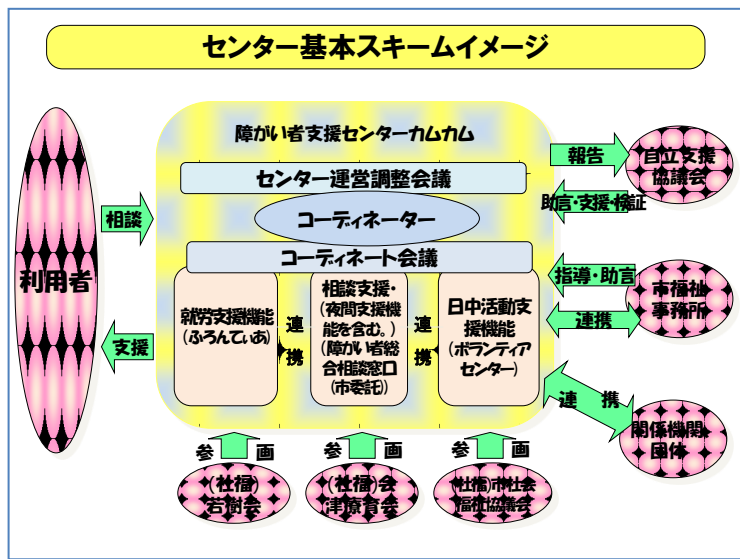 センター基本スキームイメージ
障がい者支援センターカムカム
センター運営調整会議
コーディネーター
コーディネート会議
利用者
相談
支援
就労支援機能
(ふろんてぃあ)
連
携
相談支援・
(夜間支援機
能を含む。)
(障がい者総
合相談窓口
(市委託))
連
携
日中活動支
援機能
(ボランティア
センター)
報告
自立支援
協議会
助言・支援・検証
指導・助言
市福祉
事務所
連携
連 携
関係機関・
団体
参 画
(社福)
若樹会
参 画
(社福)会
津療育会
参 画
(社福)市社会
福祉協議会